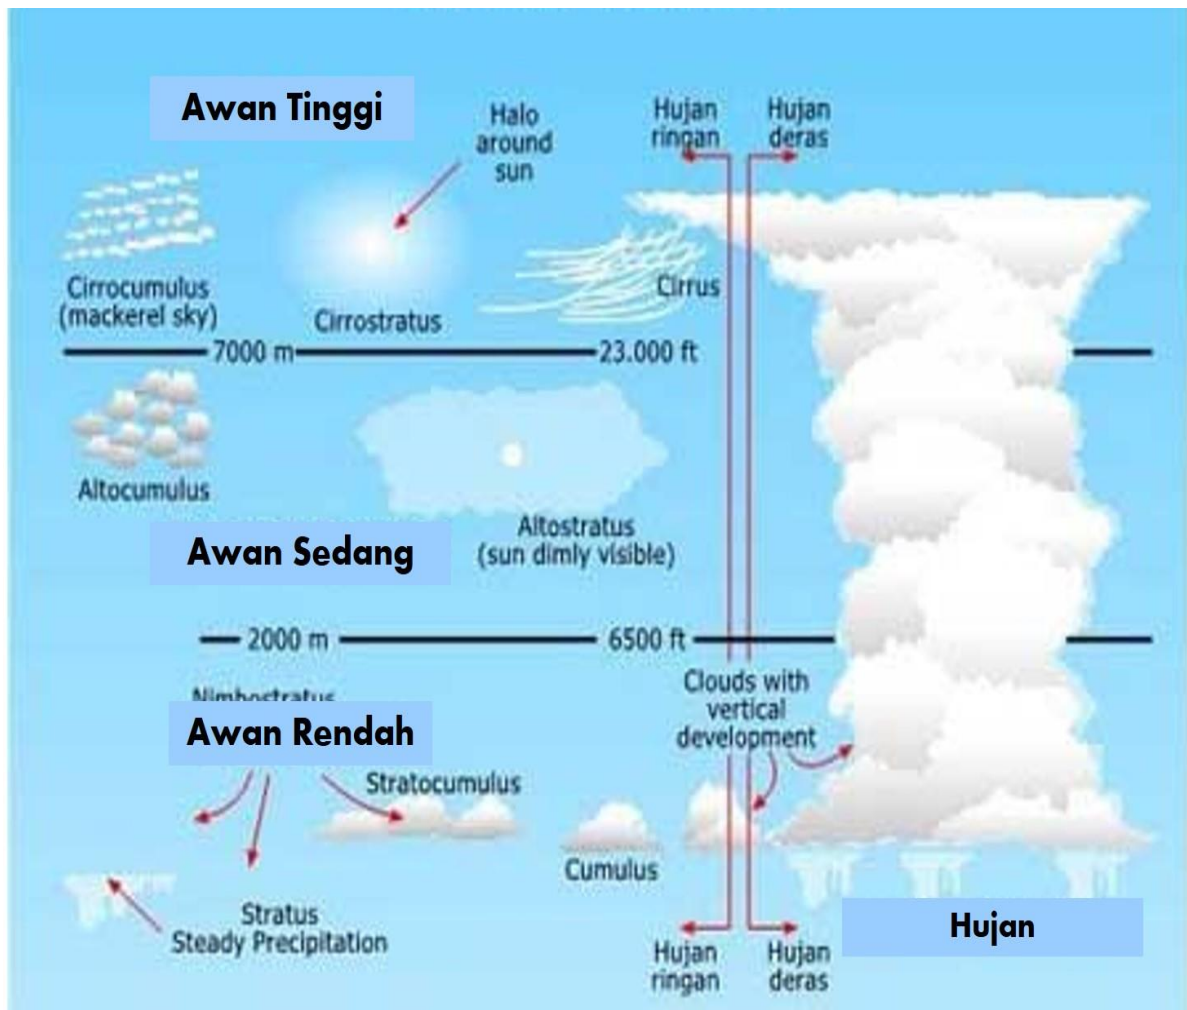 Awan Tinggi
Halo
around
sun
Hujan
ringan
Hujan
deras
Cirrocumulus
(mackerel sky)
Cirrostratus
Cirrus
7000 m
23.000 ft
Altocumulus
Altostratus
(sun dimly visible)
Awan Sedang
2000 m
6500 ft
Nimbostratus
Awan Rendah
Clouds with
vertical
development
Stratocumulus
Cumulus
Stratus
Steady Precipitation
Hujan
ringan
Hujan
deras
Hujan